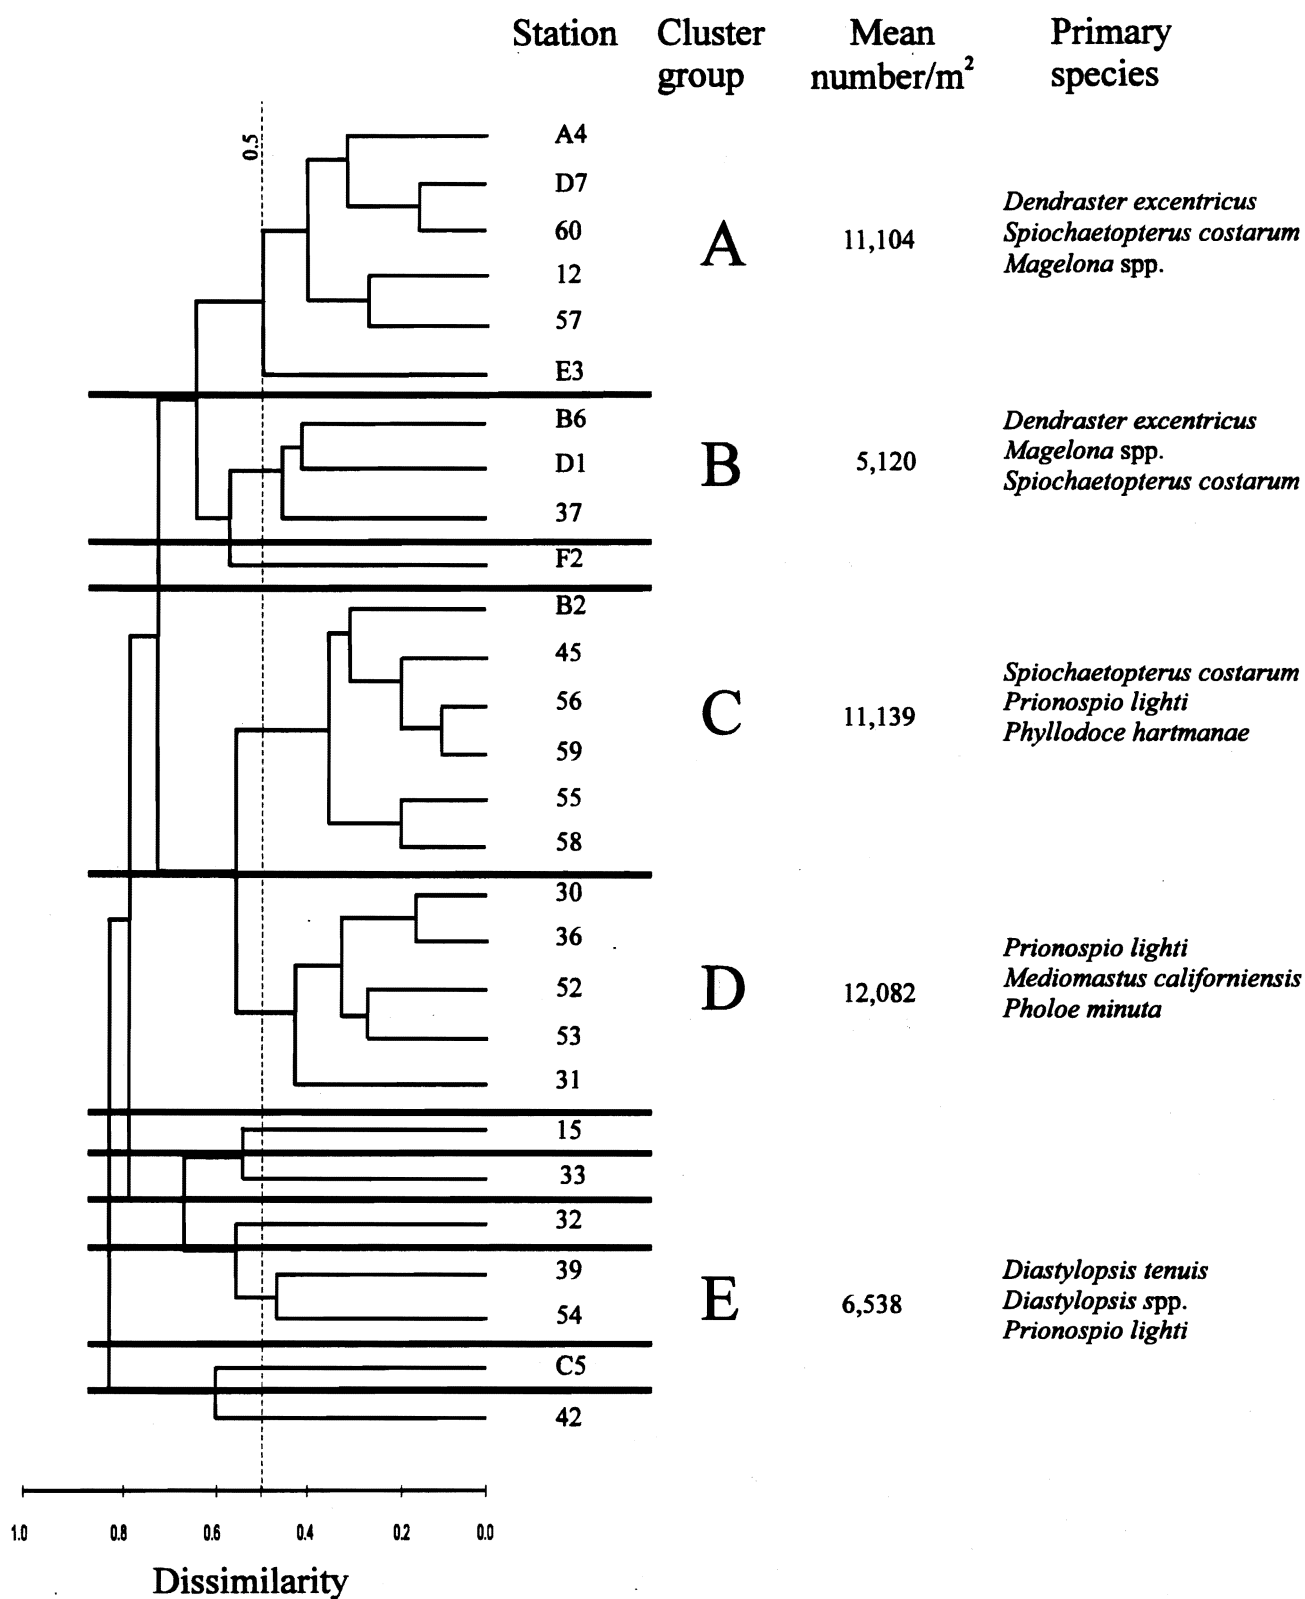 Station Cluster group Mean number/m² Primary species
0.5
A4
D7
60
12
57
E3
A 11,104
Dendraster excentricus
Spiochaetopterus costarum
Magelona spp.
B6
D1
37
B 5,120
Dendraster excentricus
Magelona spp.
Spiochaetopterus costarum
F2
B2
45
56
59
55
58
C 11,139
Spiochaetopterus costarum
Prionospio lighti
Phyllodoce hartmanae
30
36
52
53
31
D 12,082
Prionospio lighti
Mediomastus californiensis
Pholoe minuta
15
33
32
39
54
E 6,538
Diastylopsis tenuis
Diastylopsis spp.
Prionospio lighti
C5
42
1.0 0.8 0.6 0.4 0.2 0.0
Dissimilarity